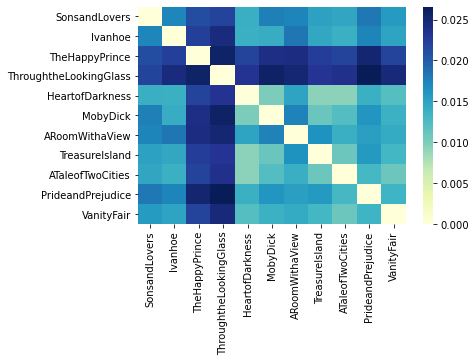 SonsandLovers
Ivanhoe
TheHappyPrince
ThroughtheLookingGlass
HeartofDarkness
MobyDick
ARoomWithaView
TreasureIsland
ATaleofTwoCities
PrideandPrejudice
VanityFair
SonsandLovers
Ivanhoe
TheHappyPrince
ThroughtheLookingGlass
HeartofDarkness
MobyDick
ARoomWithaView
TreasureIsland
ATaleofTwoCities
PrideandPrejudice
VanityFair
0.025
0.020
0.015
0.010
0.005
0.000